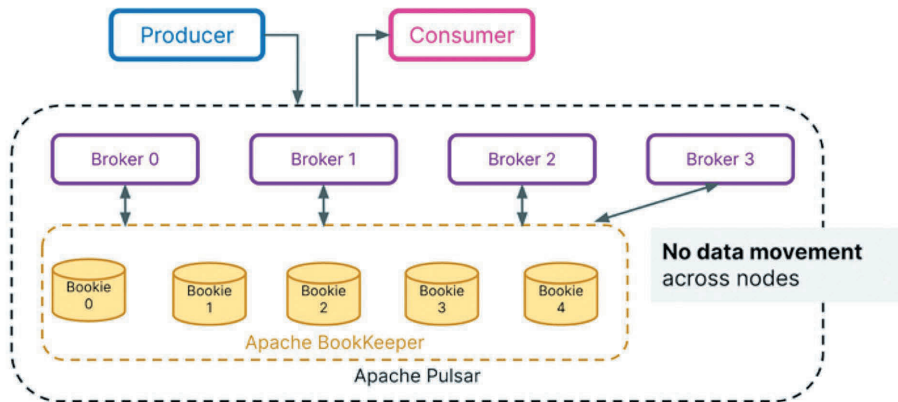 Producer
Consumer
Broker 0
Broker 1
Broker 2
Broker 3
No data movement
across nodes
Bookie
0
Bookie
1
Bookie
2
Bookie
3
Bookie
4
Apache BookKeeper
Apache Pulsar